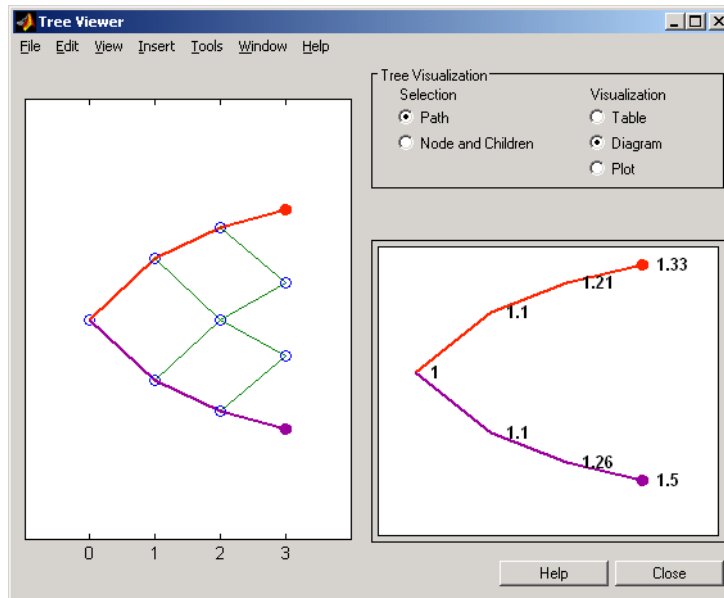 Tree Viewer
File Edit View Insert Tools Window Help
Tree Visualization
Selection
Path
Node and Children
Visualization
Table
Diagram
Plot
0 1 2 3
1.33
1.21
1.1
1
1.1
1.26
1.5
Help
Close